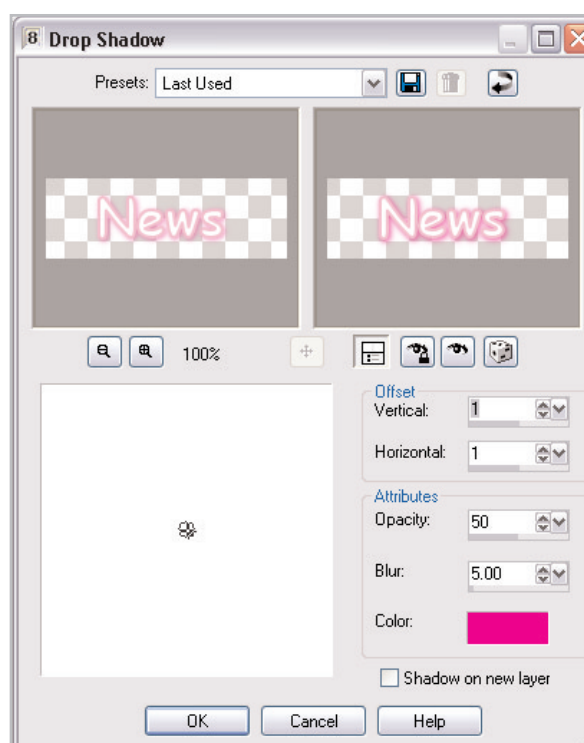 8 Drop Shadow
Presets: Last Used
News News
100%
Offset
Vertical: 1
Horizontal: 1
Attributes
Opacity: 50
Blur: 5.00
Color:
Shadow on new layer
OK Cancel Help